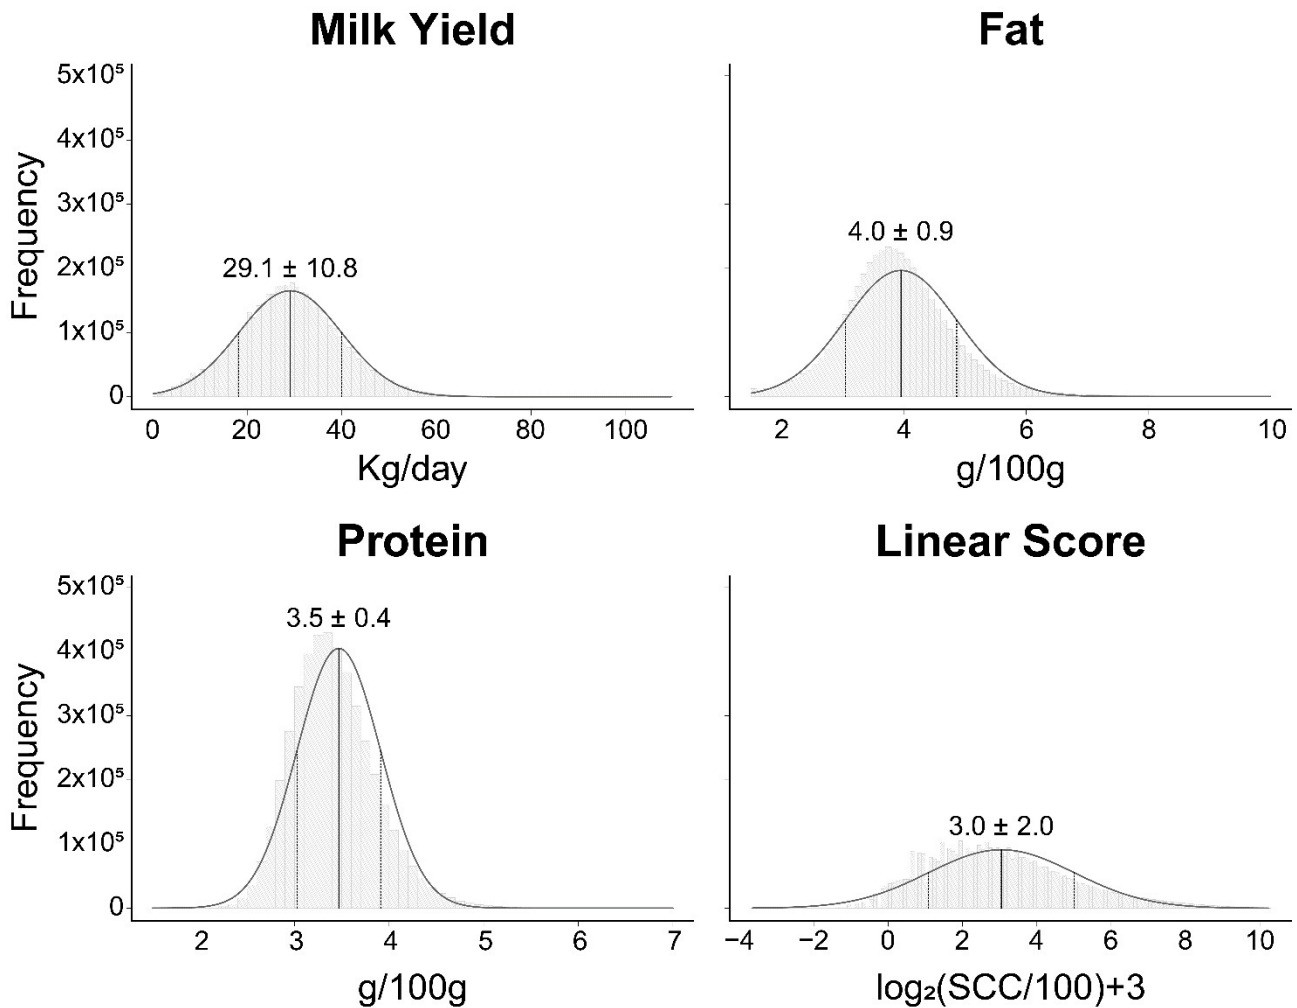 Milk Yield
Fat
5x10⁵
4x10⁵
3x10⁵
2x10⁵
1x10⁵
0
Frequency
29.1 ± 10.8
4.0 ± 0.9
0 20 40 60 80 100
Kg/day
2 4 6 8 10
g/100g
Protein
Linear Score
5x10⁵
4x10⁵
3x10⁵
2x10⁵
1x10⁵
0
Frequency
3.5 ± 0.4
3.0 ± 2.0
2 3 4 5 6 7
g/100g
−4 −2 0 2 4 6 8 10
log₂(SCC/100)+3